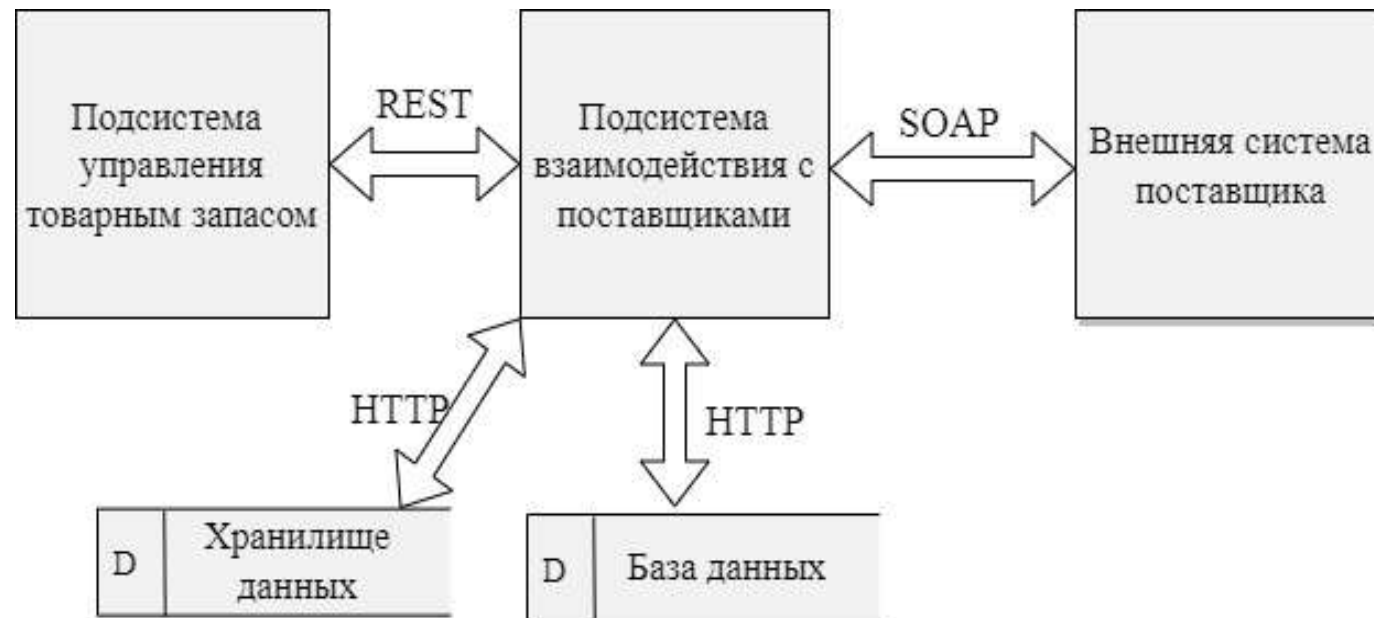 Подсистема
управления
товарным запасом
REST
Подсистема
взаимодействия с
поставщиками
SOAP
Внешняя система
поставщика
HTTP
HTTP
D
Хранилище
данных
D
База данных